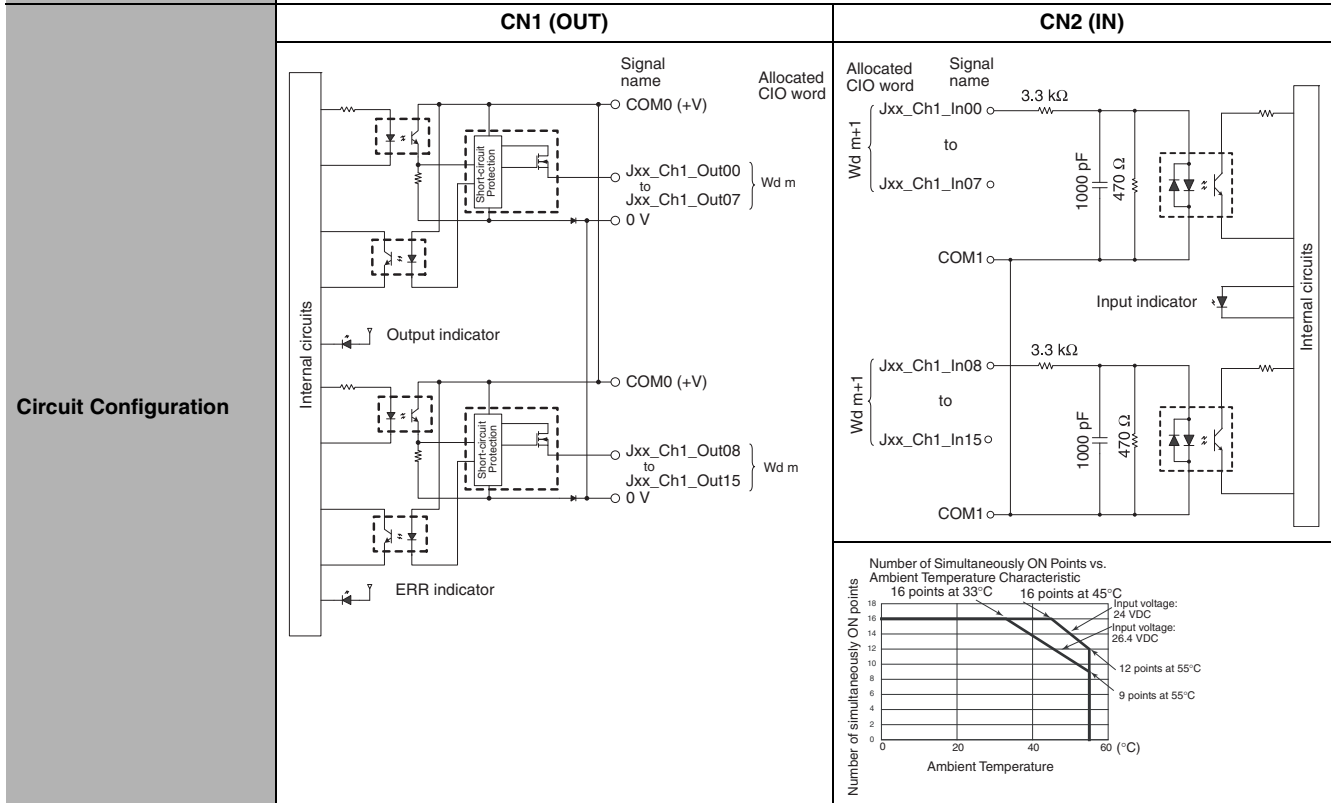 CN1 (OUT)
CN2 (IN)
Circuit Configuration
Internal circuits
Signal
name
Allocated
CIO word
COM0 (+V)
Short-circuit
Protection
Jxx_Ch1_Out00
to
Jxx_Ch1_Out07
Wd m
0 V
Output indicator
COM0 (+V)
Short-circuit
Protection
Jxx_Ch1_Out08
to
Jxx_Ch1_Out15
Wd m
0 V
ERR indicator
Allocated
CIO word
Signal
name
Wd m+1
Jxx_Ch1_In00
to
Jxx_Ch1_In07
3.3 kΩ
1000 pF
470 Ω
COM1
Input indicator
Internal circuits
Wd m+1
Jxx_Ch1_In08
to
Jxx_Ch1_In15
3.3 kΩ
1000 pF
470 Ω
COM1
Number of Simultaneously ON Points vs.
Ambient Temperature Characteristic
16 points at 33°C
16 points at 45°C
Input voltage:
24 VDC
Input voltage:
26.4 VDC
12 points at 55°C
9 points at 55°C
Number of simultaneously ON points
18
16
14
12
10
8
6
4
2
0
0 20 40 60 (°C)
Ambient Temperature